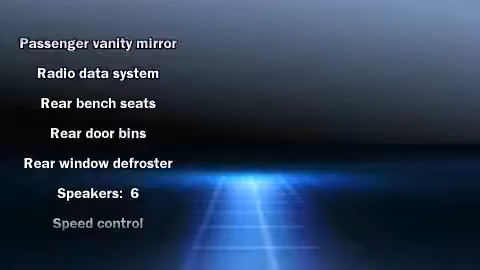 Passenger vanity mirror
Radio data system
Rear bench seats
Rear door bins
Rear window defroster
Speakers:  6
Speed control